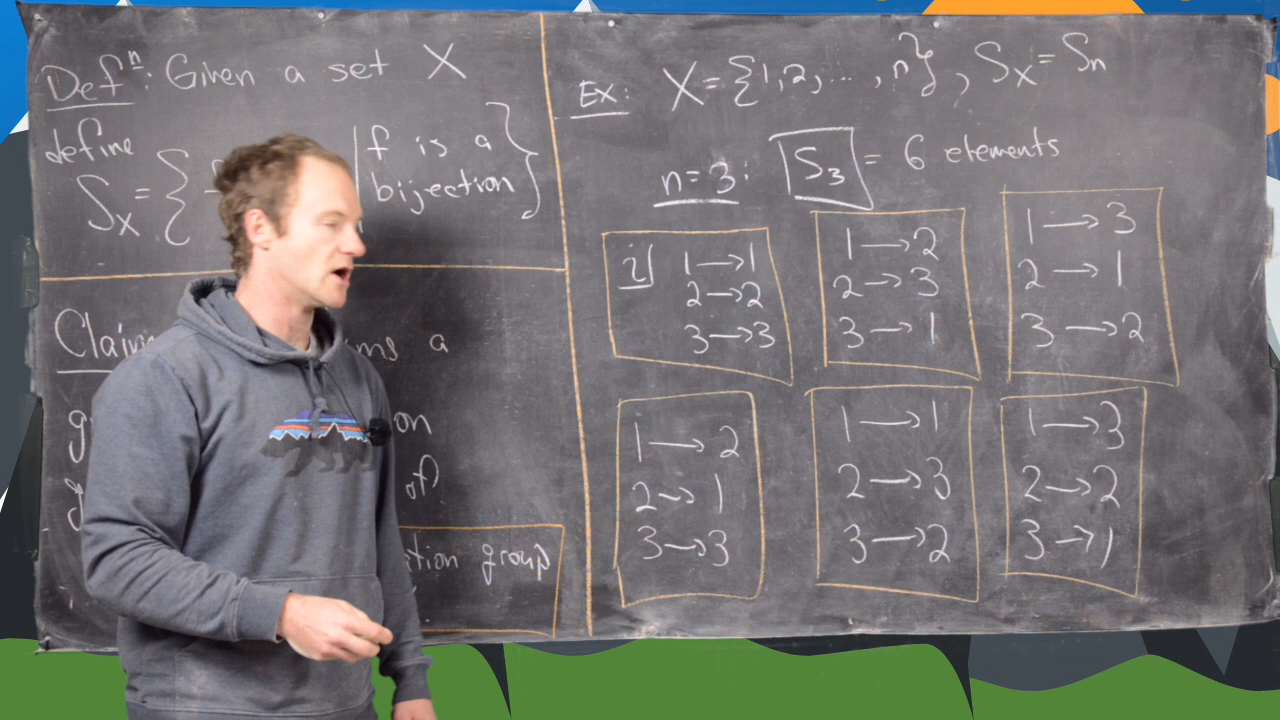 Defⁿ: Given a set X
define
S_X = { | f is a bijection }
Claim a
on
of
group
Ex: X = {1,2,...,n}, S_X = S_n
n=3: S_3 = 6 elements
id 1→1
2→2
3→3
1→2
2→3
3→1
1→3
2→1
3→2
1→2
2→1
3→3
1→1
2→3
3→2
1→3
2→2
3→1